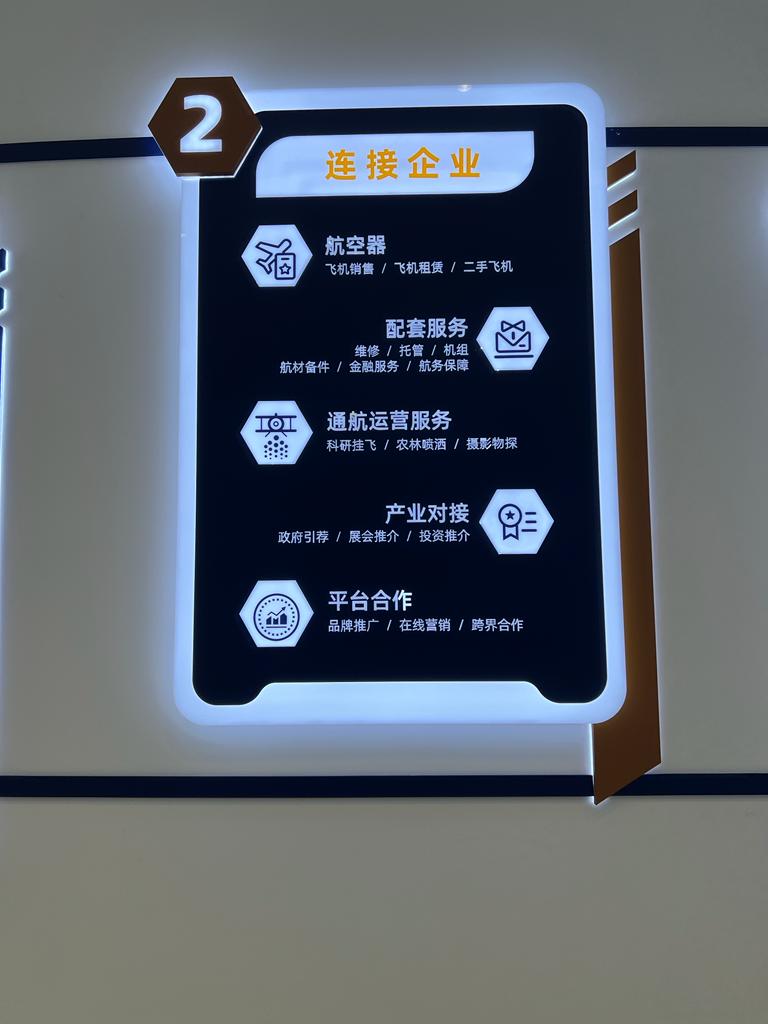 2
连接企业
航空器
飞机销售 / 飞机租赁 / 二手飞机
配套服务
维修 / 托管 / 机组
航材备件 / 金融服务 / 航务保障
通航运营服务
科研挂飞 / 农林喷洒 / 摄影物探
产业对接
政府引荐 / 展会推介 / 投资推介
平台合作
品牌推广 / 在线营销 / 跨界合作